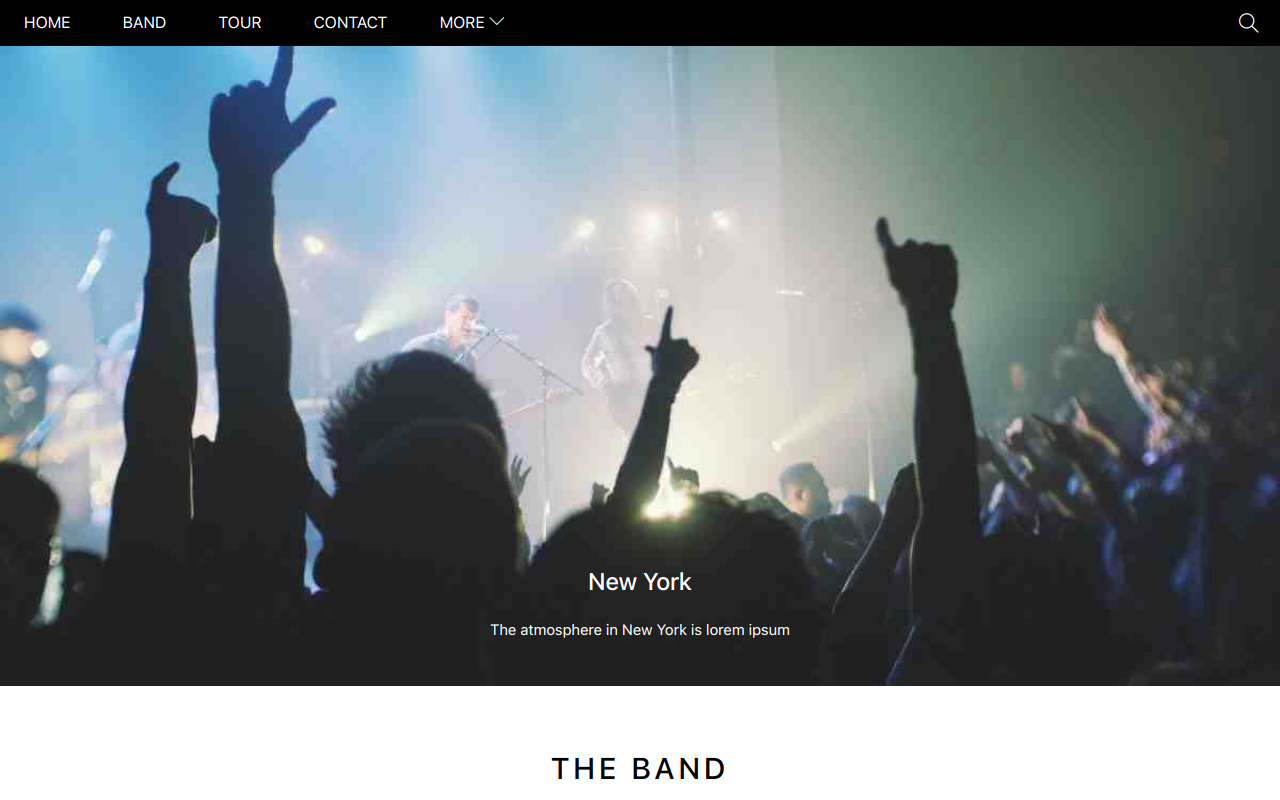 HOME BAND TOUR CONTACT MORE
New York
The atmosphere in New York is lorem ipsum
THE BAND